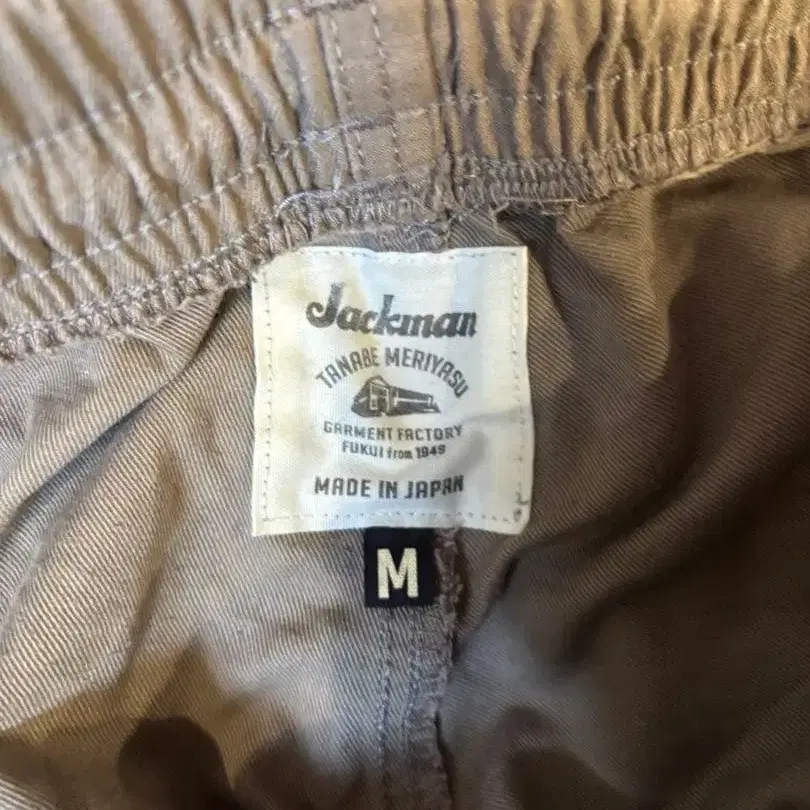 Jackman
TANABE MERIYASU
GARMENT FACTORY
FUKUI from 1949
MADE IN JAPAN
M